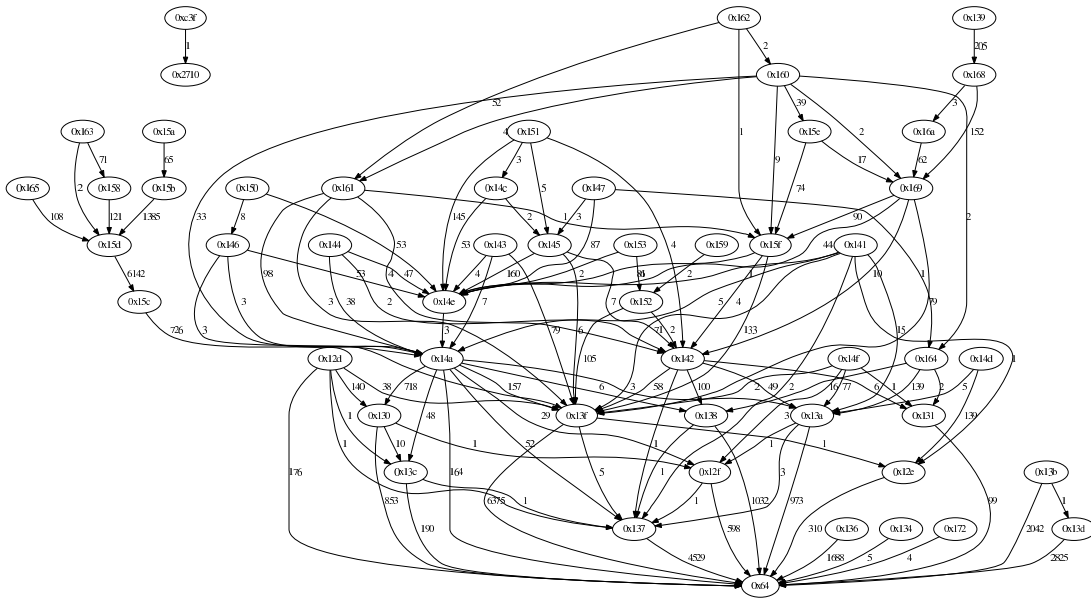 0xc3f 0x162 0x139
1 2 205
0x2710 0x160 0x168
52 39 3
4 1 9 2 152
0x163 0x15a 0x151 0x15e 0x16a
71 65 3 17 62
2 5 74
0x165 0x158 0x15b 0x150 0x161 0x14c 0x147 0x169
108 121 1385 8 33 145 2 3 1 90 2
53 53 87 4 44
0x15d 0x146 0x144 0x143 0x145 0x153 0x159 0x15f 0x141
6142 98 53 4 47 4 160 2 2 1 10 1
0x15c 0x14e 0x152
3 3 38 2 7 7 5 4 79
726 3 3 79 6 71 2 133 15
0x12d 0x14a 0x142 0x14f 0x164 0x14d
140 38 718 157 105 6 3 58 100 2 49 2 16 77 6 1 139 2 5 1
0x130 0x13f 0x138 0x13a 0x131
1 48 29 3 139
1 10 1 52 1 1 1
0x13c 0x12f 0x12e 0x13b
176 164 5 1 3 1
853 1 6375 1 1032 973 99
0x137 0x136 0x134 0x172 0x13d
190 4529 598 310 1688 5 4 2042 2825
0x64